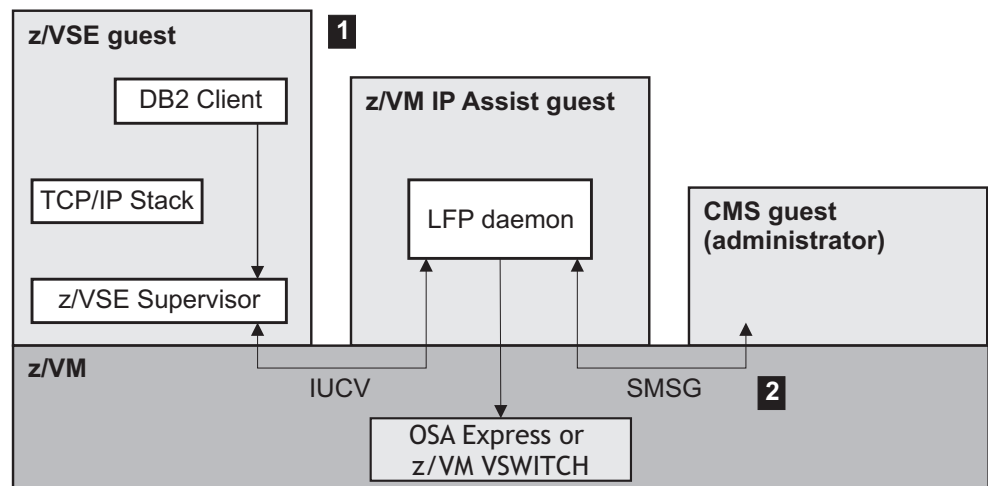 z/VSE guest
1
DB2 Client
TCP/IP Stack
z/VSE Supervisor
z/VM IP Assist guest
LFP daemon
CMS guest
(administrator)
z/VM
IUCV
SMSG
2
OSA Express or
z/VM VSWITCH